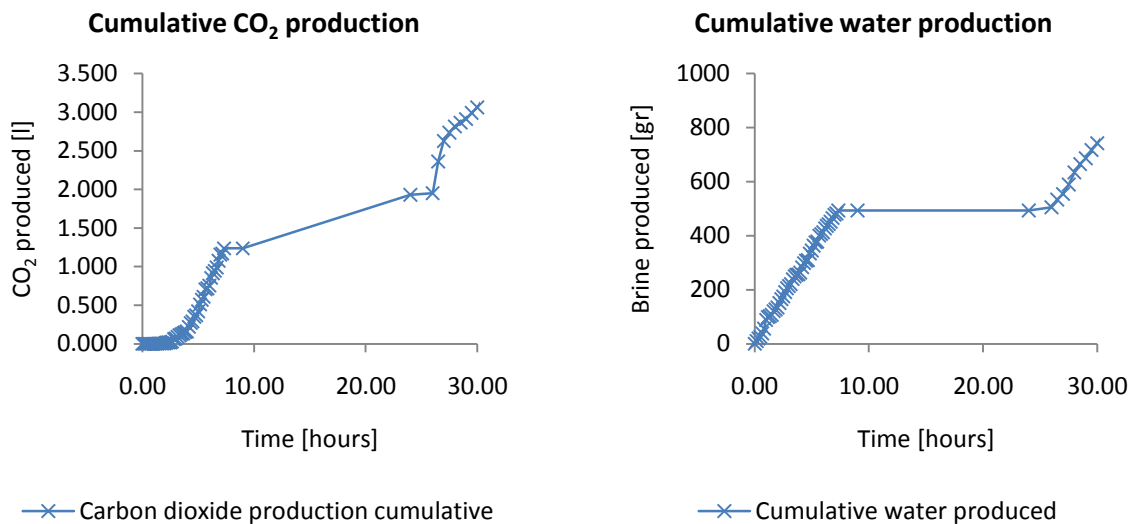 Cumulative CO₂ production
3.500
3.000
2.500
2.000
1.500
1.000
0.500
0.000
CO₂ produced [l]
0.00 10.00 20.00 30.00
Time [hours]
Carbon dioxide production cumulative
Cumulative water production
1000
800
600
400
200
0
Brine produced [gr]
0.00 10.00 20.00 30.00
Time [hours]
Cumulative water produced